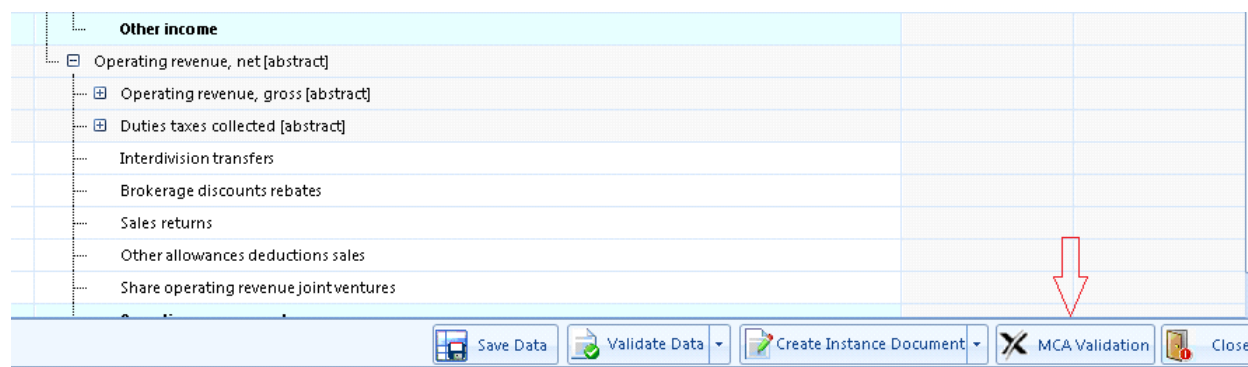 Other income
Operating revenue, net [abstract]
Operating revenue, gross [abstract]
Duties taxes collected [abstract]
Interdivision transfers
Brokerage discounts rebates
Sales returns
Other allowances deductions sales
Share operating revenue joint ventures
Save Data Validate Data Create Instance Document MCA Validation Close